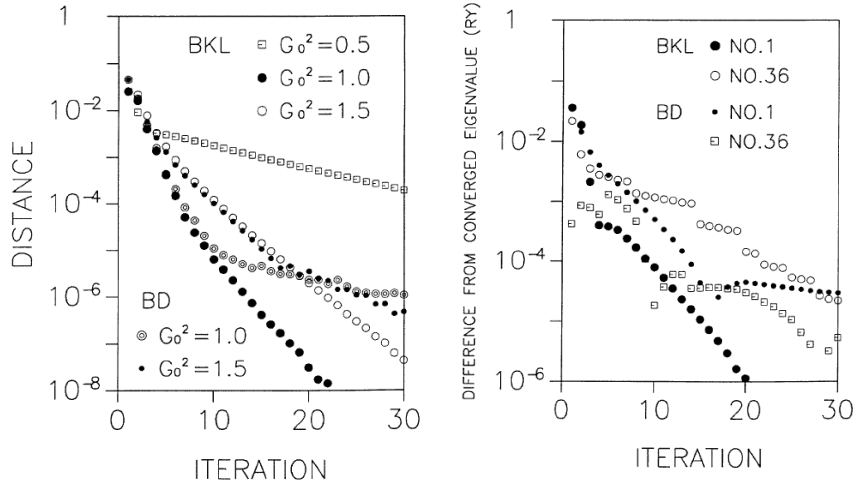 1
10⁻²
10⁻⁴
10⁻⁶
10⁻⁸
DISTANCE
BKL □ G₀²=0.5
● G₀²=1.0
○ G₀²=1.5
BD
◎ G₀²=1.0
• G₀²=1.5
0 10 20 30
ITERATION
1
10⁻²
10⁻⁴
10⁻⁶
DIFFERENCE FROM CONVERGED EIGENVALUE (RY)
BKL ● NO.1
○ NO.36
BD • NO.1
□ NO.36
0 10 20 30
ITERATION